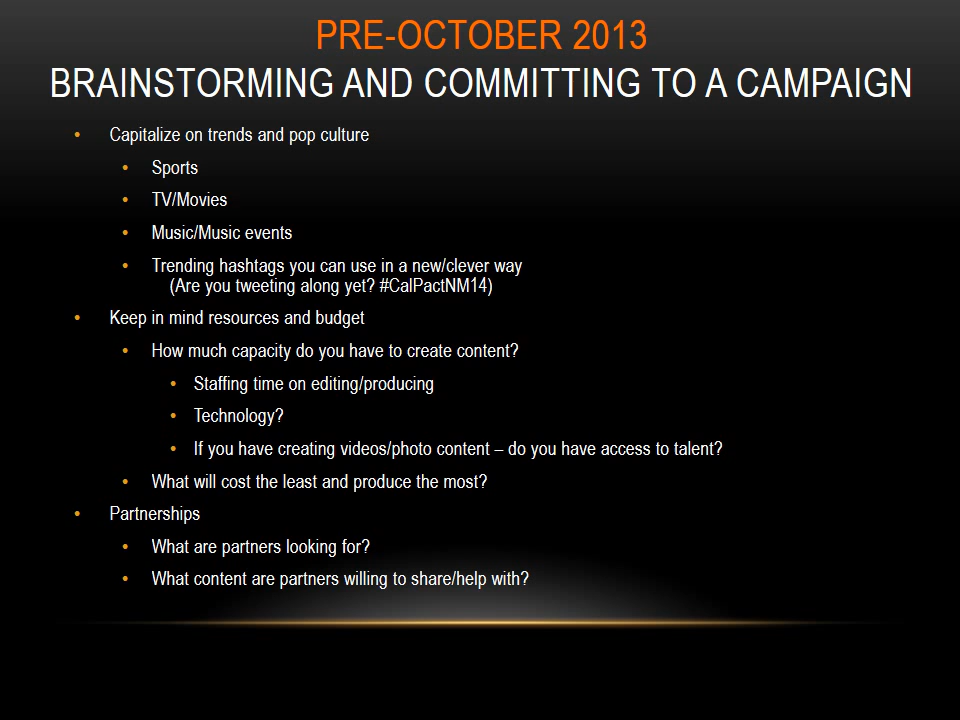 PRE-OCTOBER 2013
BRAINSTORMING AND COMMITTING TO A CAMPAIGN
• Capitalize on trends and pop culture
• Sports
• TV/Movies
• Music/Music events
• Trending hashtags you can use in a new/clever way
(Are you tweeting along yet? #CalPactNM14)
• Keep in mind resources and budget
• How much capacity do you have to create content?
• Staffing time on editing/producing
• Technology?
• If you have creating videos/photo content – do you have access to talent?
• What will cost the least and produce the most?
• Partnerships
• What are partners looking for?
• What content are partners willing to share/help with?